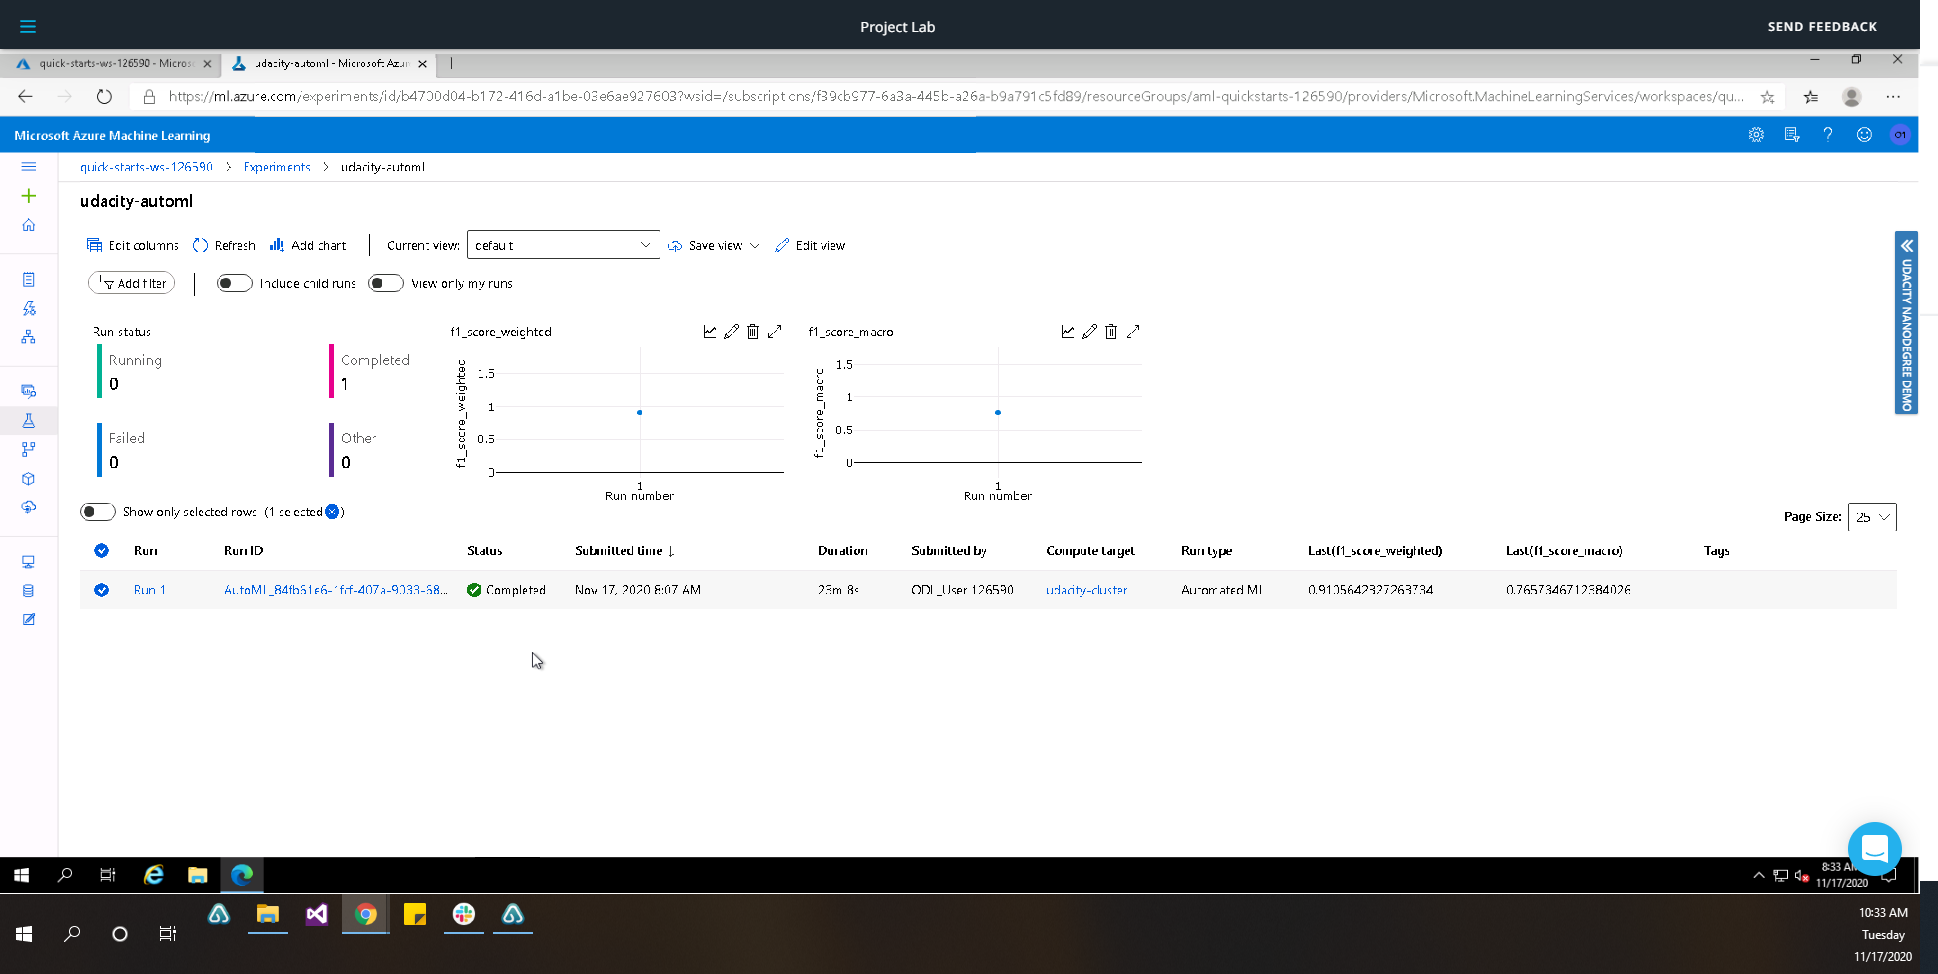 Project Lab
SEND FEEDBACK
quick-starts-ws-126590 - Micros
udacity-automl - Microsoft Azur
https://ml.azure.com/experiments/id/b4700d04-b172-416d-a1be-03e6ae927603?wsid=/subscriptions/f39cb977-6a3a-445b-a26a-b9a791c5fd89/resourceGroups/aml-quickstarts-126590/providers/Microsoft.MachineLearningServices/workspaces/qu...
Microsoft Azure Machine Learning
01
quick-starts-ws-126590 > Experiments > udacity-automl
udacity-automl
Edit columns Refresh Add chart Current view: default Save view Edit view
Add filter Include child runs View only my runs
UDACITY NANODEGREE DEMO
Run status
Running
0
Completed
1
Failed
0
Other
0
f1_score_weighted
f1_score_weighted
1.5
1
0.5
0
1
Run number
f1_score_macro
f1_score_macro
1.5
1
0.5
0
1
Run number
Show only selected rows (1 selected )
Page Size: 25
Run Run ID Status Submitted time ↓ Duration Submitted by Compute target Run type Last(f1_score_weighted) Last(f1_score_macro) Tags
Run 1 AutoML_84fb61e6-1fcf-407a-9033-68... Completed Nov 17, 2020 8:07 AM 23m 8s ODL_User 126590 udacity-cluster Automated ML 0.9105642327263734 0.7657346712384026
8:33 AM
11/17/2020
10:33 AM
Tuesday
11/17/2020